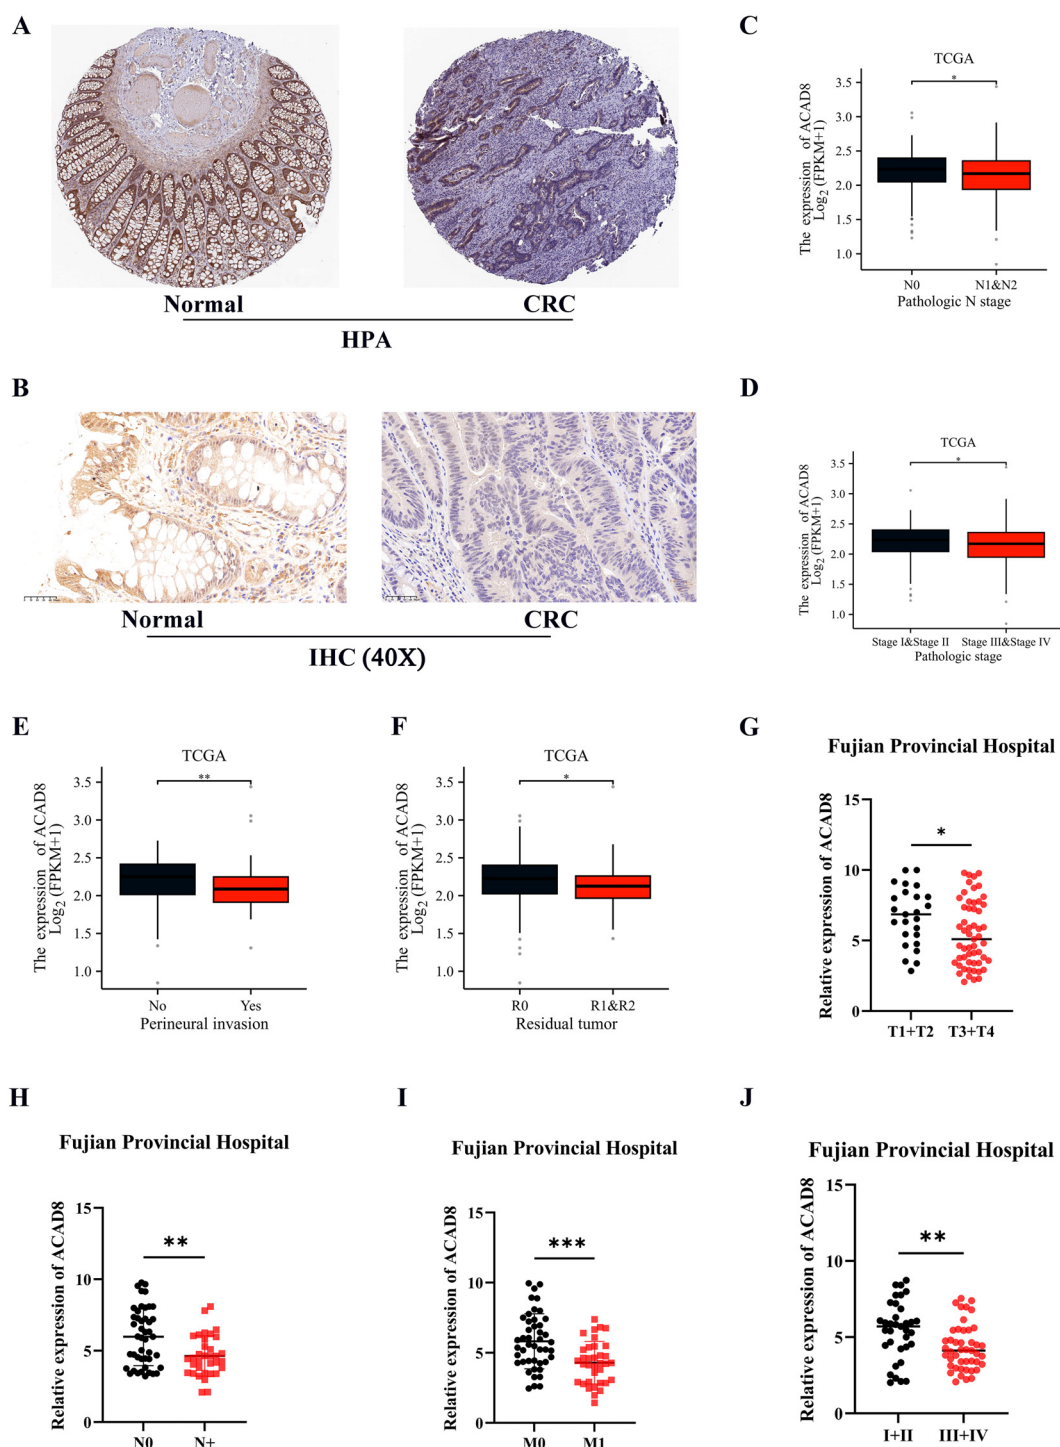 A
Normal
CRC
HPA
B
Normal
CRC
IHC (40X)
C
TCGA
*
The expression of ACAD8
Log2 (FPKM+1)
3.5
3.0
2.5
2.0
1.5
1.0
N0
N1&N2
Pathologic N stage
D
TCGA
*
The expression of ACAD8
Log2 (FPKM+1)
3.5
3.0
2.5
2.0
1.5
1.0
Stage I&Stage II
Stage III&Stage IV
Pathologic stage
E
TCGA
**
The expression of ACAD8
Log2 (FPKM+1)
3.5
3.0
2.5
2.0
1.5
1.0
No
Yes
Perineural invasion
F
TCGA
*
The expression of ACAD8
Log2 (FPKM+1)
3.5
3.0
2.5
2.0
1.5
1.0
R0
R1&R2
Residual tumor
G
Fujian Provincial Hospital
*
Relative expression of ACAD8
15
10
5
0
T1+T2
T3+T4
H
Fujian Provincial Hospital
**
Relative expression of ACAD8
15
10
5
0
N0
N+
I
Fujian Provincial Hospital
***
Relative expression of ACAD8
15
10
5
0
M0
M1
J
Fujian Provincial Hospital
**
Relative expression of ACAD8
15
10
5
0
I+II
III+IV